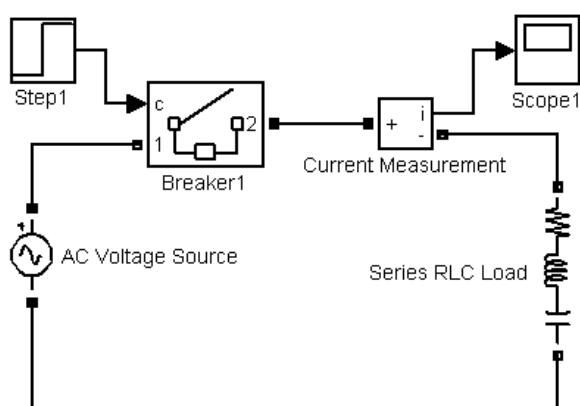 Step1
Scope1
c
1
2
Breaker1
+
i
-
Current Measurement
+
AC Voltage Source
Series RLC Load